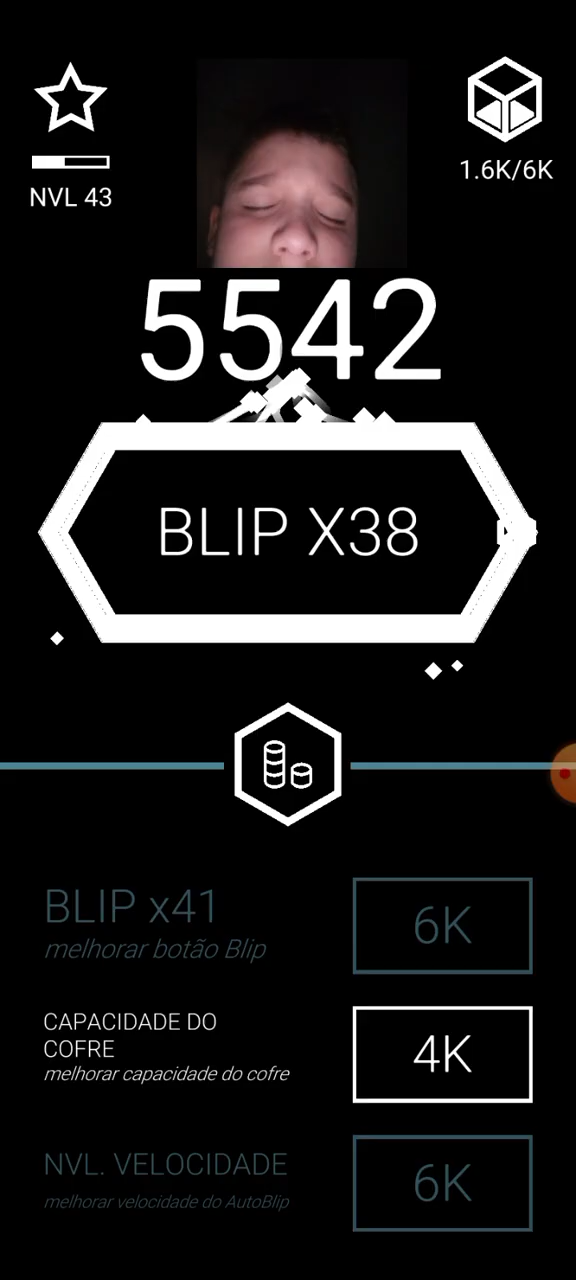 NVL 43
1.6K/6K
5542
BLIP X38
BLIP x41
melhorar botão Blip
6K
CAPACIDADE DO
COFRE
melhorar capacidade do cofre
4K
NVL. VELOCIDADE
melhorar velocidade do AutoBlip
6K